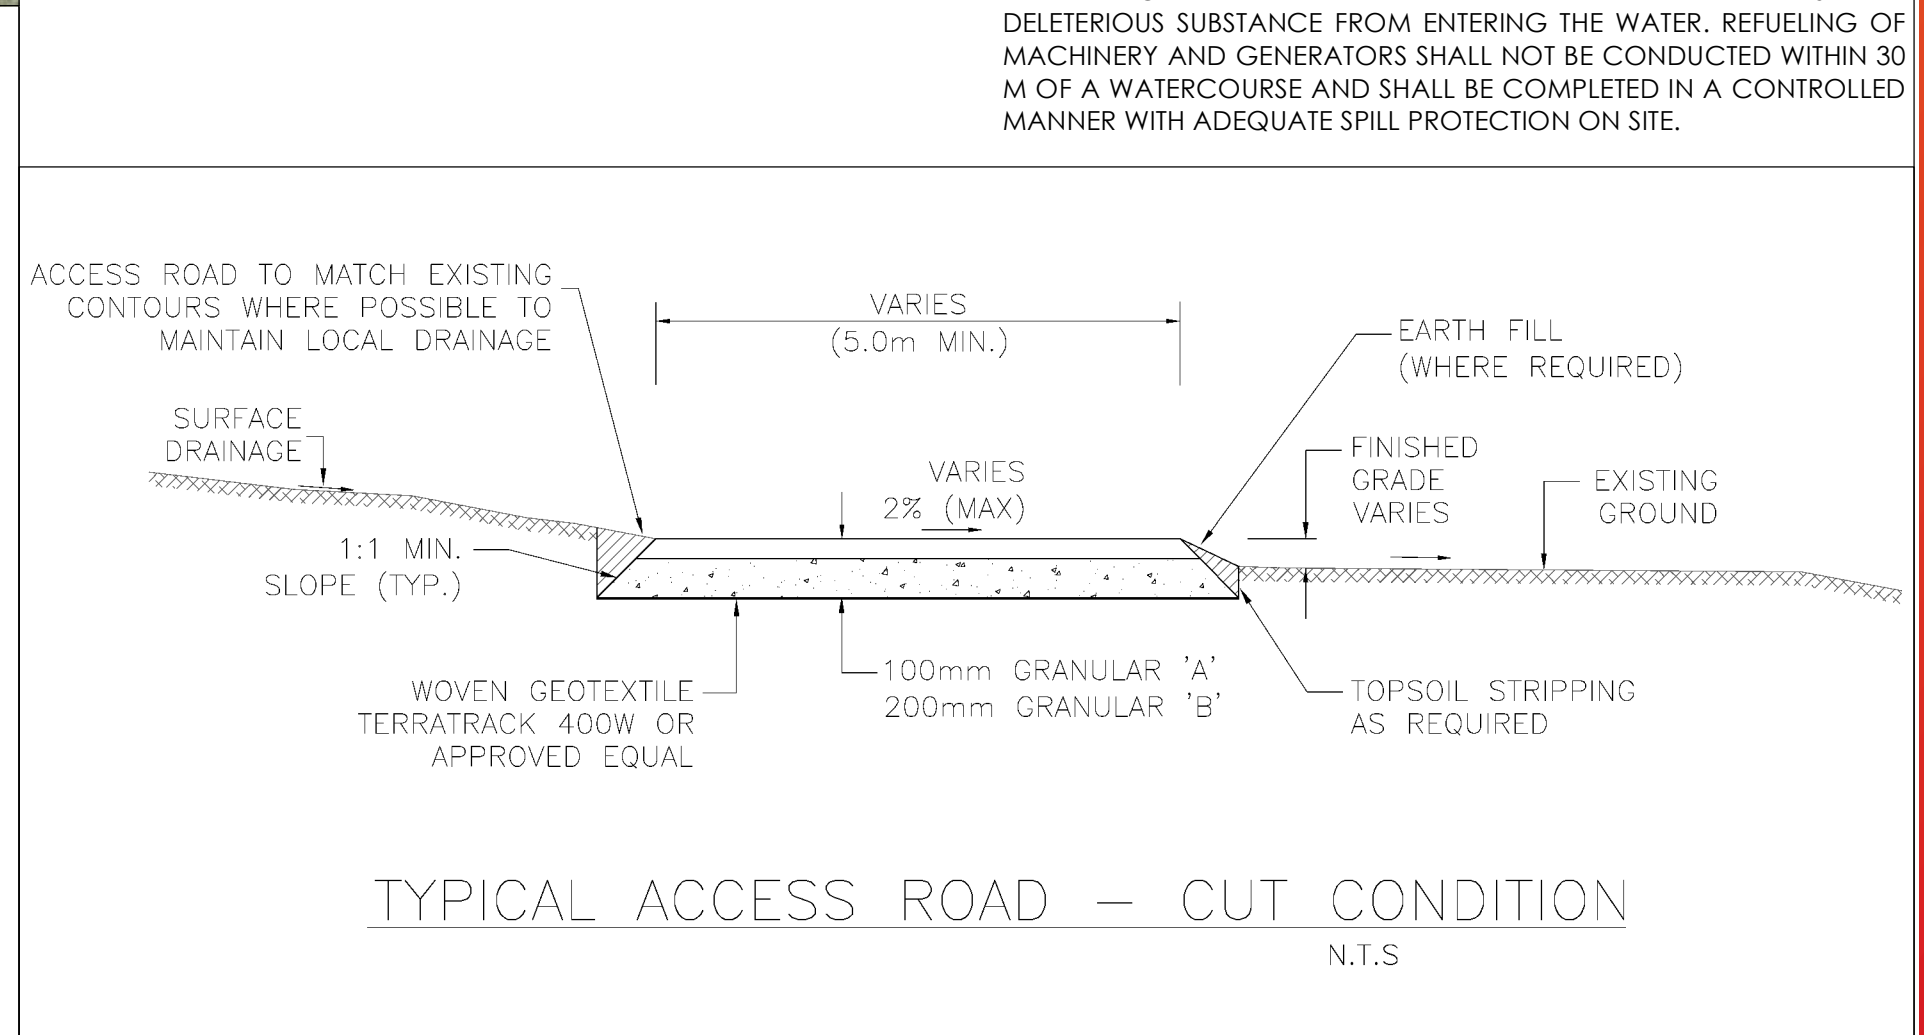 DELETERIOUS SUBSTANCE FROM ENTERING THE WATER. REFUELING OF
MACHINERY AND GENERATORS SHALL NOT BE CONDUCTED WITHIN 30
M OF A WATERCOURSE AND SHALL BE COMPLETED IN A CONTROLLED
MANNER WITH ADEQUATE SPILL PROTECTION ON SITE.
ACCESS ROAD TO MATCH EXISTING
CONTOURS WHERE POSSIBLE TO
MAINTAIN LOCAL DRAINAGE
VARIES
(5.0m MIN.)
EARTH FILL
(WHERE REQUIRED)
SURFACE
DRAINAGE
VARIES
2% (MAX)
FINISHED
GRADE
VARIES
EXISTING
GROUND
1:1 MIN.
SLOPE (TYP.)
WOVEN GEOTEXTILE
TERRATRACK 400W OR
APPROVED EQUAL
100mm GRANULAR 'A'
200mm GRANULAR 'B'
TOPSOIL STRIPPING
AS REQUIRED
TYPICAL ACCESS ROAD – CUT CONDITION
N.T.S